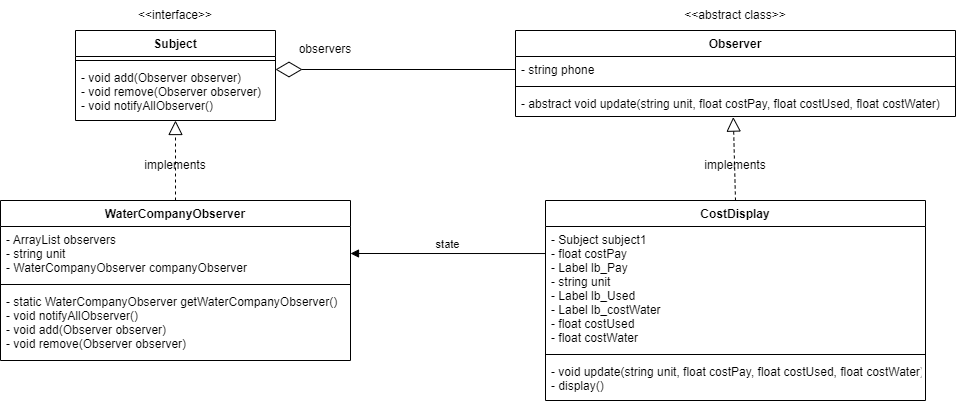 <<interface>>
Subject
- void add(Observer observer)
- void remove(Observer observer)
- void notifyAllObserver()
observers
<<abstract class>>
Observer
- string phone
- abstract void update(string unit, float costPay, float costUsed, float costWater)
implements
implements
WaterCompanyObserver
- ArrayList observers
- string unit
- WaterCompanyObserver companyObserver
- static WaterCompanyObserver getWaterCompanyObserver()
- void notifyAllObserver()
- void add(Observer observer)
- void remove(Observer observer)
state
CostDisplay
- Subject subject1
- float costPay
- Label lb_Pay
- string unit
- Label lb_Used
- Label lb_costWater
- float costUsed
- float costWater
- void update(string unit, float costPay, float costUsed, float costWater
- display()